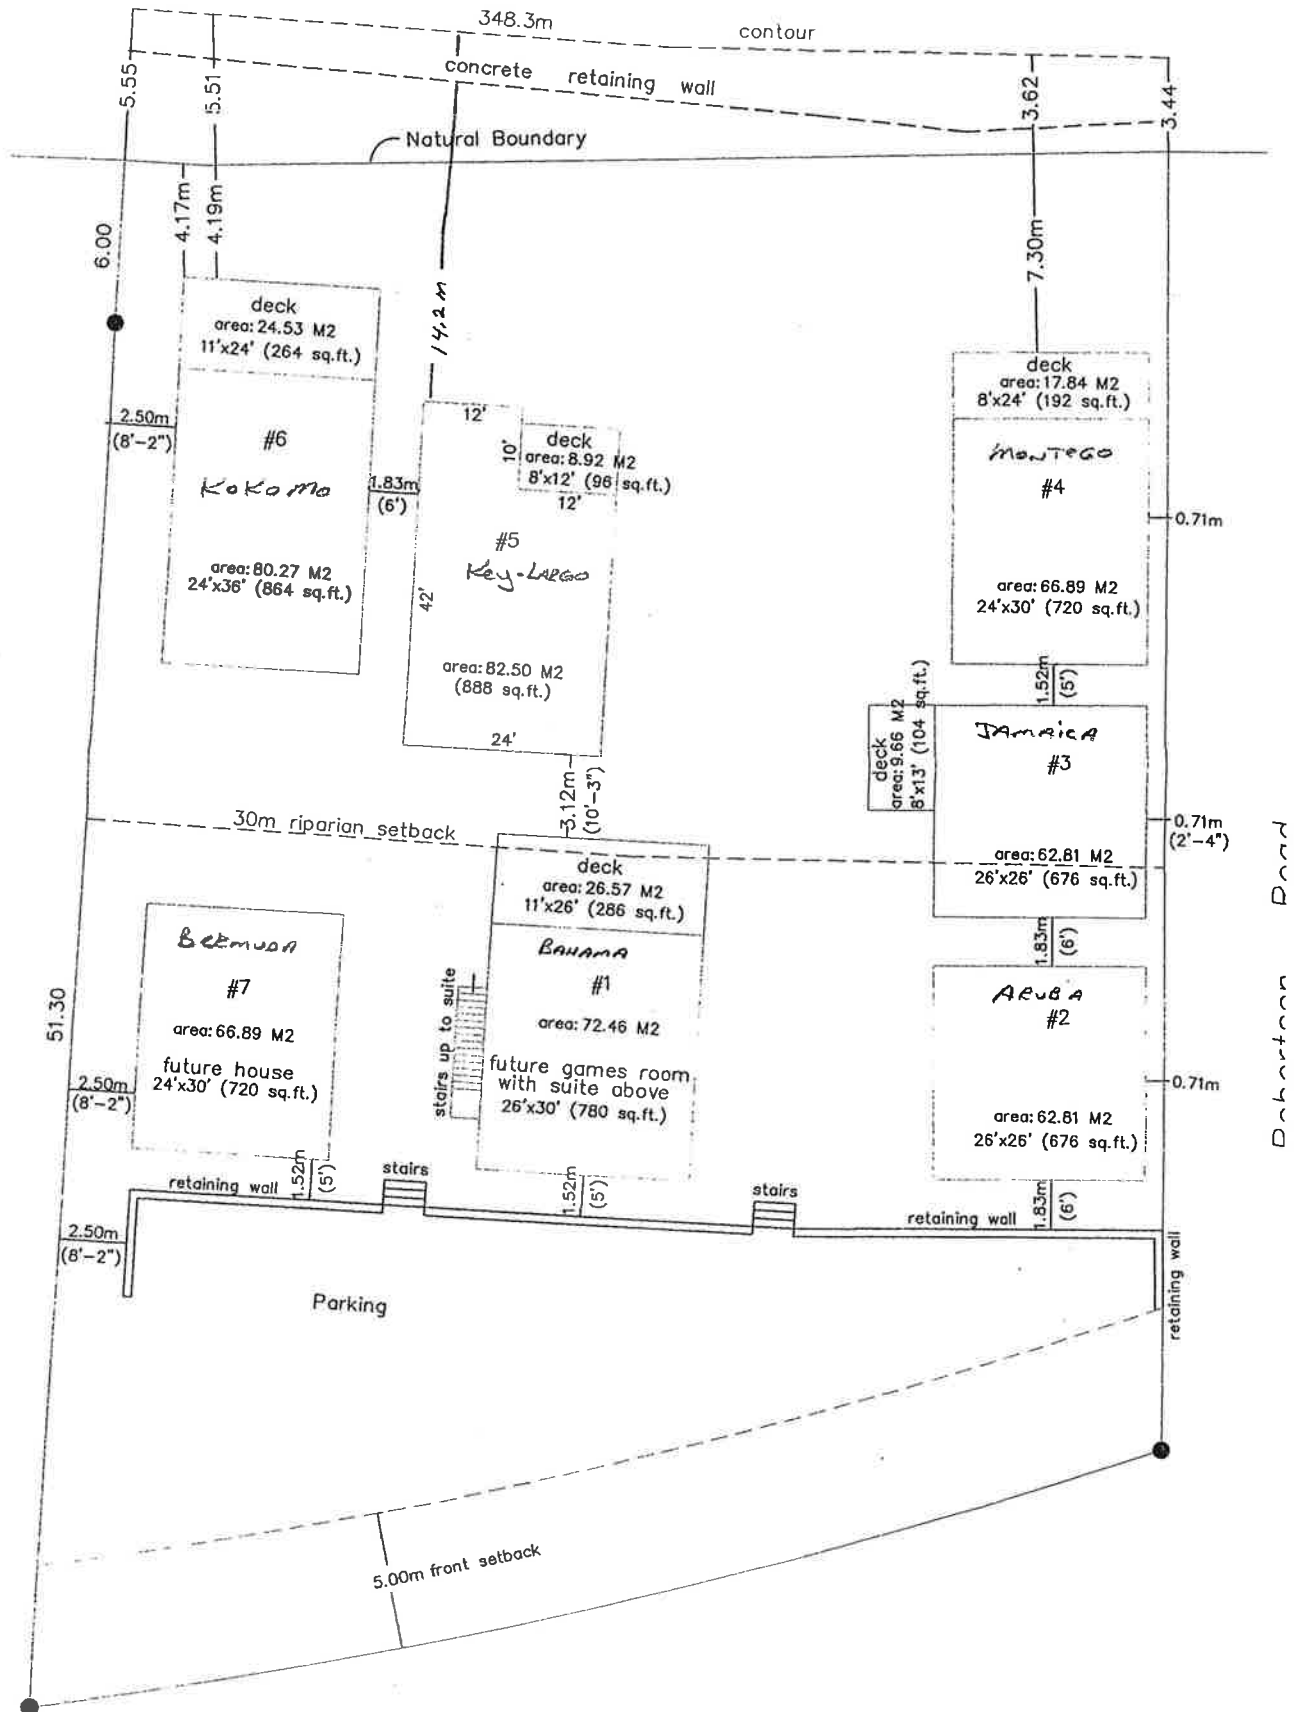 348.3m
contour
concrete retaining wall
5.55
5.51
3.62
3.44
Natural Boundary
6.00
4.17m
4.19m
14.2 m
7.30m
deck
area: 24.53 M2
11'x24' (264 sq.ft.)
2.50m
(8'-2")
#6
KoKoMo
area: 80.27 M2
24'x36' (864 sq.ft.)
1.83m
(6')
12'
10'
deck
area: 8.92 M2
8'x12' (96 sq.ft.)
12'
#5
Key-LARGO
42'
area: 82.50 M2
(888 sq.ft.)
24'
3.12m
(10'-3")
deck
area: 17.84 M2
8'x24' (192 sq.ft.)
MONTEGO
#4
0.71m
area: 66.89 M2
24'x30' (720 sq.ft.)
1.52m
(5')
deck
area: 9.66 M2
8'x13' (104 sq.ft.)
JAMAICA
#3
0.71m
(2'-4")
area: 62.81 M2
26'x26' (676 sq.ft.)
30m riparian setback
1.83m
(6')
deck
area: 26.57 M2
11'x26' (286 sq.ft.)
BAHAMA
#1
area: 72.46 M2
future games room
with suite above
26'x30' (780 sq.ft.)
stairs up to suite
BERMUDA
#7
area: 66.89 M2
future house
24'x30' (720 sq.ft.)
51.30
2.50m
(8'-2")
ARUBA
#2
0.71m
area: 62.81 M2
26'x26' (676 sq.ft.)
1.52m
(5')
1.52m
(5')
1.83m
(6')
retaining wall
stairs
stairs
retaining wall
retaining wall
2.50m
(8'-2")
Parking
5.00m front setback